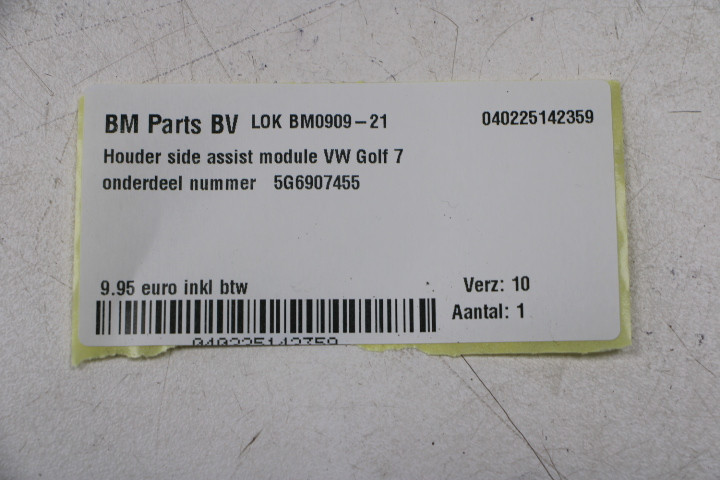 BM Parts BV LOK BM0909-21 040225142359
Houder side assist module VW Golf 7
onderdeel nummer 5G6907455
9.95 euro inkl btw Verz: 10
Aantal: 1
040225142359